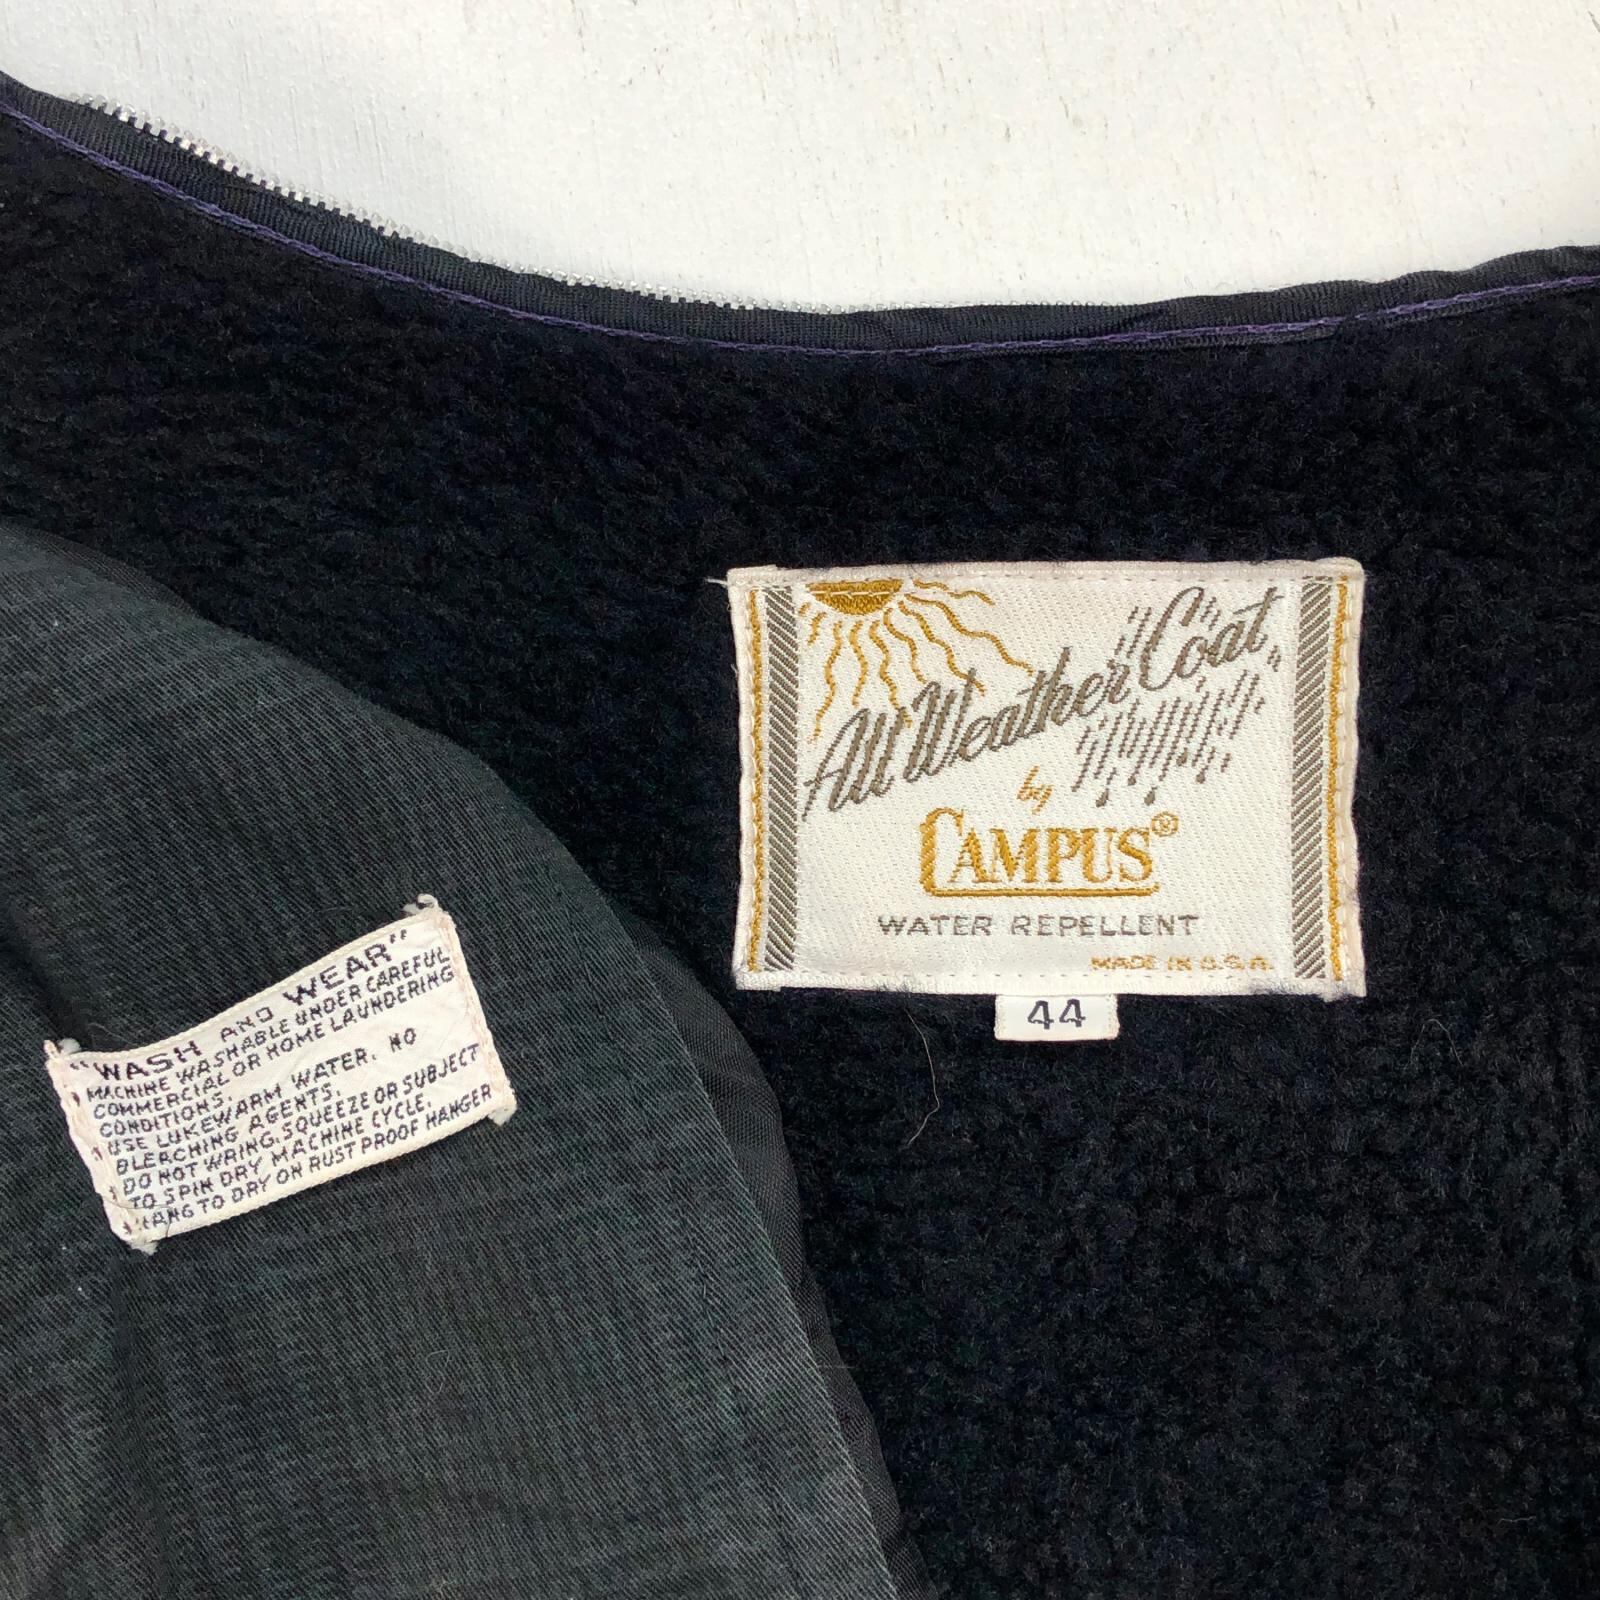 All Weather Coat
by
CAMPUS®
WATER REPELLENT
MADE IN U.S.A.
44
"WASH AND WEAR"
MACHINE WASHABLE UNDER CAREFUL
COMMERCIAL OR HOME LAUNDERING
CONDITIONS.
USE LUKEWARM WATER. NO
BLEACHING AGENTS.
DO NOT WRING, SQUEEZE OR SUBJECT
TO SPIN DRY MACHINE CYCLE.
HANG TO DRY ON RUST PROOF HANGER